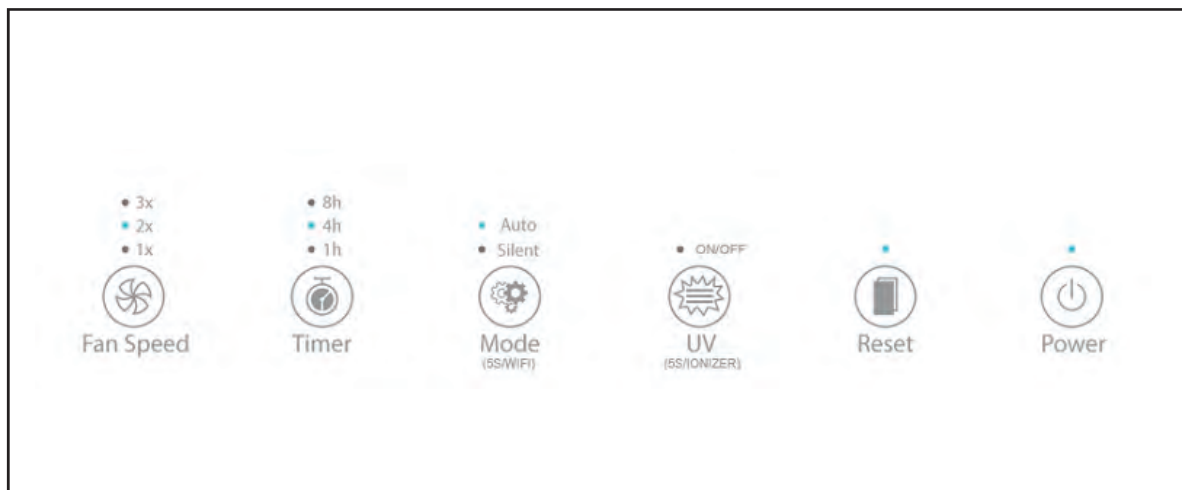 3x
2x
1x
Fan Speed
8h
4h
1h
Timer
Auto
Silent
Mode
(5S/WIFI)
ON/OFF
UV
(5S/IONIZER)
Reset
Power